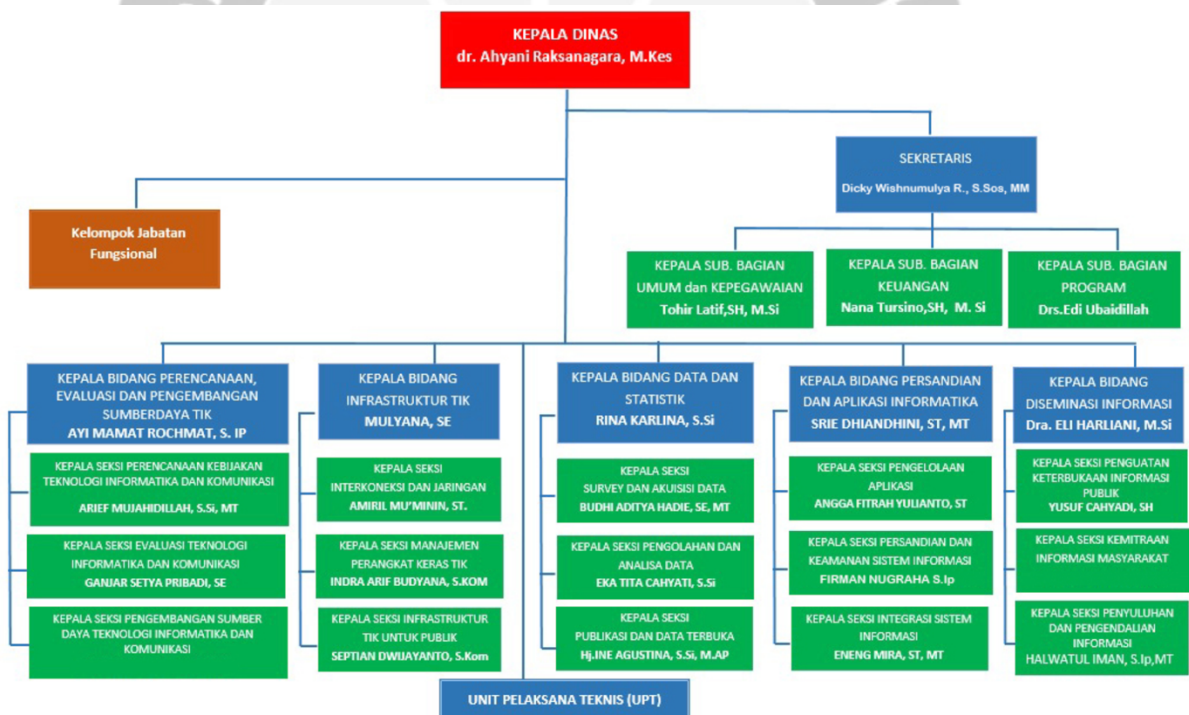 KEPALA DINAS
dr. Ahyani Raksanagara, M.Kes
SEKRETARIS
Dicky Wishnumulya R., S.Sos, MM
Kelompok Jabatan
Fungsional
KEPALA SUB. BAGIAN
UMUM dan KEPEGAWAIAN
Tohir Latif,SH, M.Si
KEPALA SUB. BAGIAN
KEUANGAN
Nana Tursino,SH, M. Si
KEPALA SUB. BAGIAN
PROGRAM
Drs.Edi Ubaidillah
KEPALA BIDANG PERENCANAAN,
EVALUASI DAN PENGEMBANGAN
SUMBERDAYA TIK
AYI MAMAT ROCHMAT, S. IP
KEPALA SEKSI PERENCANAAN KEBIJAKAN
TEKNOLOGI INFORMATIKA DAN KOMUNIKASI
ARIEF MUJAHIDILLAH, S.Si, MT
KEPALA SEKSI EVALUASI TEKNOLOGI
INFORMATIKA DAN KOMUNIKASI
GANJAR SETYA PRIBADI, SE
KEPALA SEKSI PENGEMBANGAN SUMBER
DAYA TEKNOLOGI INFORMATIKA DAN
KOMUNIKASI
KEPALA BIDANG
INFRASTRUKTUR TIK
MULYANA, SE
KEPALA SEKSI
INTERKONEKSI DAN JARINGAN
AMIRIL MU'MININ, ST.
KEPALA SEKSI MANAJEMEN
PERANGKAT KERAS TIK
INDRA ARIF BUDYANA, S.KOM
KEPALA SEKSI INFRASTRUKTUR
TIK UNTUK PUBLIK
SEPTIAN DWIJAYANTO, S.Kom
KEPALA BIDANG DATA DAN
STATISTIK
RINA KARLINA, S.Si
KEPALA SEKSI
SURVEY DAN AKUISISI DATA
BUDHI ADITYA HADIE, SE, MT
KEPALA SEKSI PENGOLAHAN DAN
ANALISA DATA
EKA TITA CAHYATI, S.Si
KEPALA SEKSI
PUBLIKASI DAN DATA TERBUKA
Hj.INE AGUSTINA, S.Si, M.AP
KEPALA BIDANG PERSANDIAN
DAN APLIKASI INFORMATIKA
SRIE DHIANDHINI, ST, MT
KEPALA SEKSI PENGELOLAAN
APLIKASI
ANGGA FITRAH YULIANTO, ST
KEPALA SEKSI PERSANDIAN DAN
KEAMANAN SISTEM INFORMASI
FIRMAN NUGRAHA S.Ip
KEPALA SEKSI INTEGRASI SISTEM
INFORMASI
ENENG MIRA, ST, MT
KEPALA BIDANG
DISEMINASI INFORMASI
Dra. ELI HARLIANI, M.Si
KEPALA SEKSI PENGUATAN
KETERBUKAAN INFORMASI
PUBLIK
YUSUF CAHYADI, SH
KEPALA SEKSI KEMITRAAN
INFORMASI MASYARAKAT
KEPALA SEKSI PENYULUHAN
DAN PENGENDALIAN
INFORMASI
HALWATUL IMAN, S.Ip,MT
UNIT PELAKSANA TEKNIS (UPT)